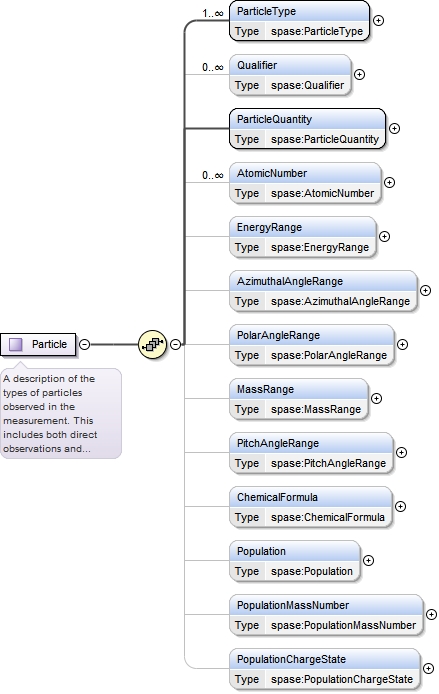 1..∞
ParticleType
Type spase:ParticleType
0..∞
Qualifier
Type spase:Qualifier
ParticleQuantity
Type spase:ParticleQuantity
0..∞
AtomicNumber
Type spase:AtomicNumber
EnergyRange
Type spase:EnergyRange
AzimuthalAngleRange
Type spase:AzimuthalAngleRange
PolarAngleRange
Type spase:PolarAngleRange
Particle
A description of the
types of particles
observed in the
measurement. This
includes both direct
observations and...
MassRange
Type spase:MassRange
PitchAngleRange
Type spase:PitchAngleRange
ChemicalFormula
Type spase:ChemicalFormula
Population
Type spase:Population
PopulationMassNumber
Type spase:PopulationMassNumber
PopulationChargeState
Type spase:PopulationChargeState